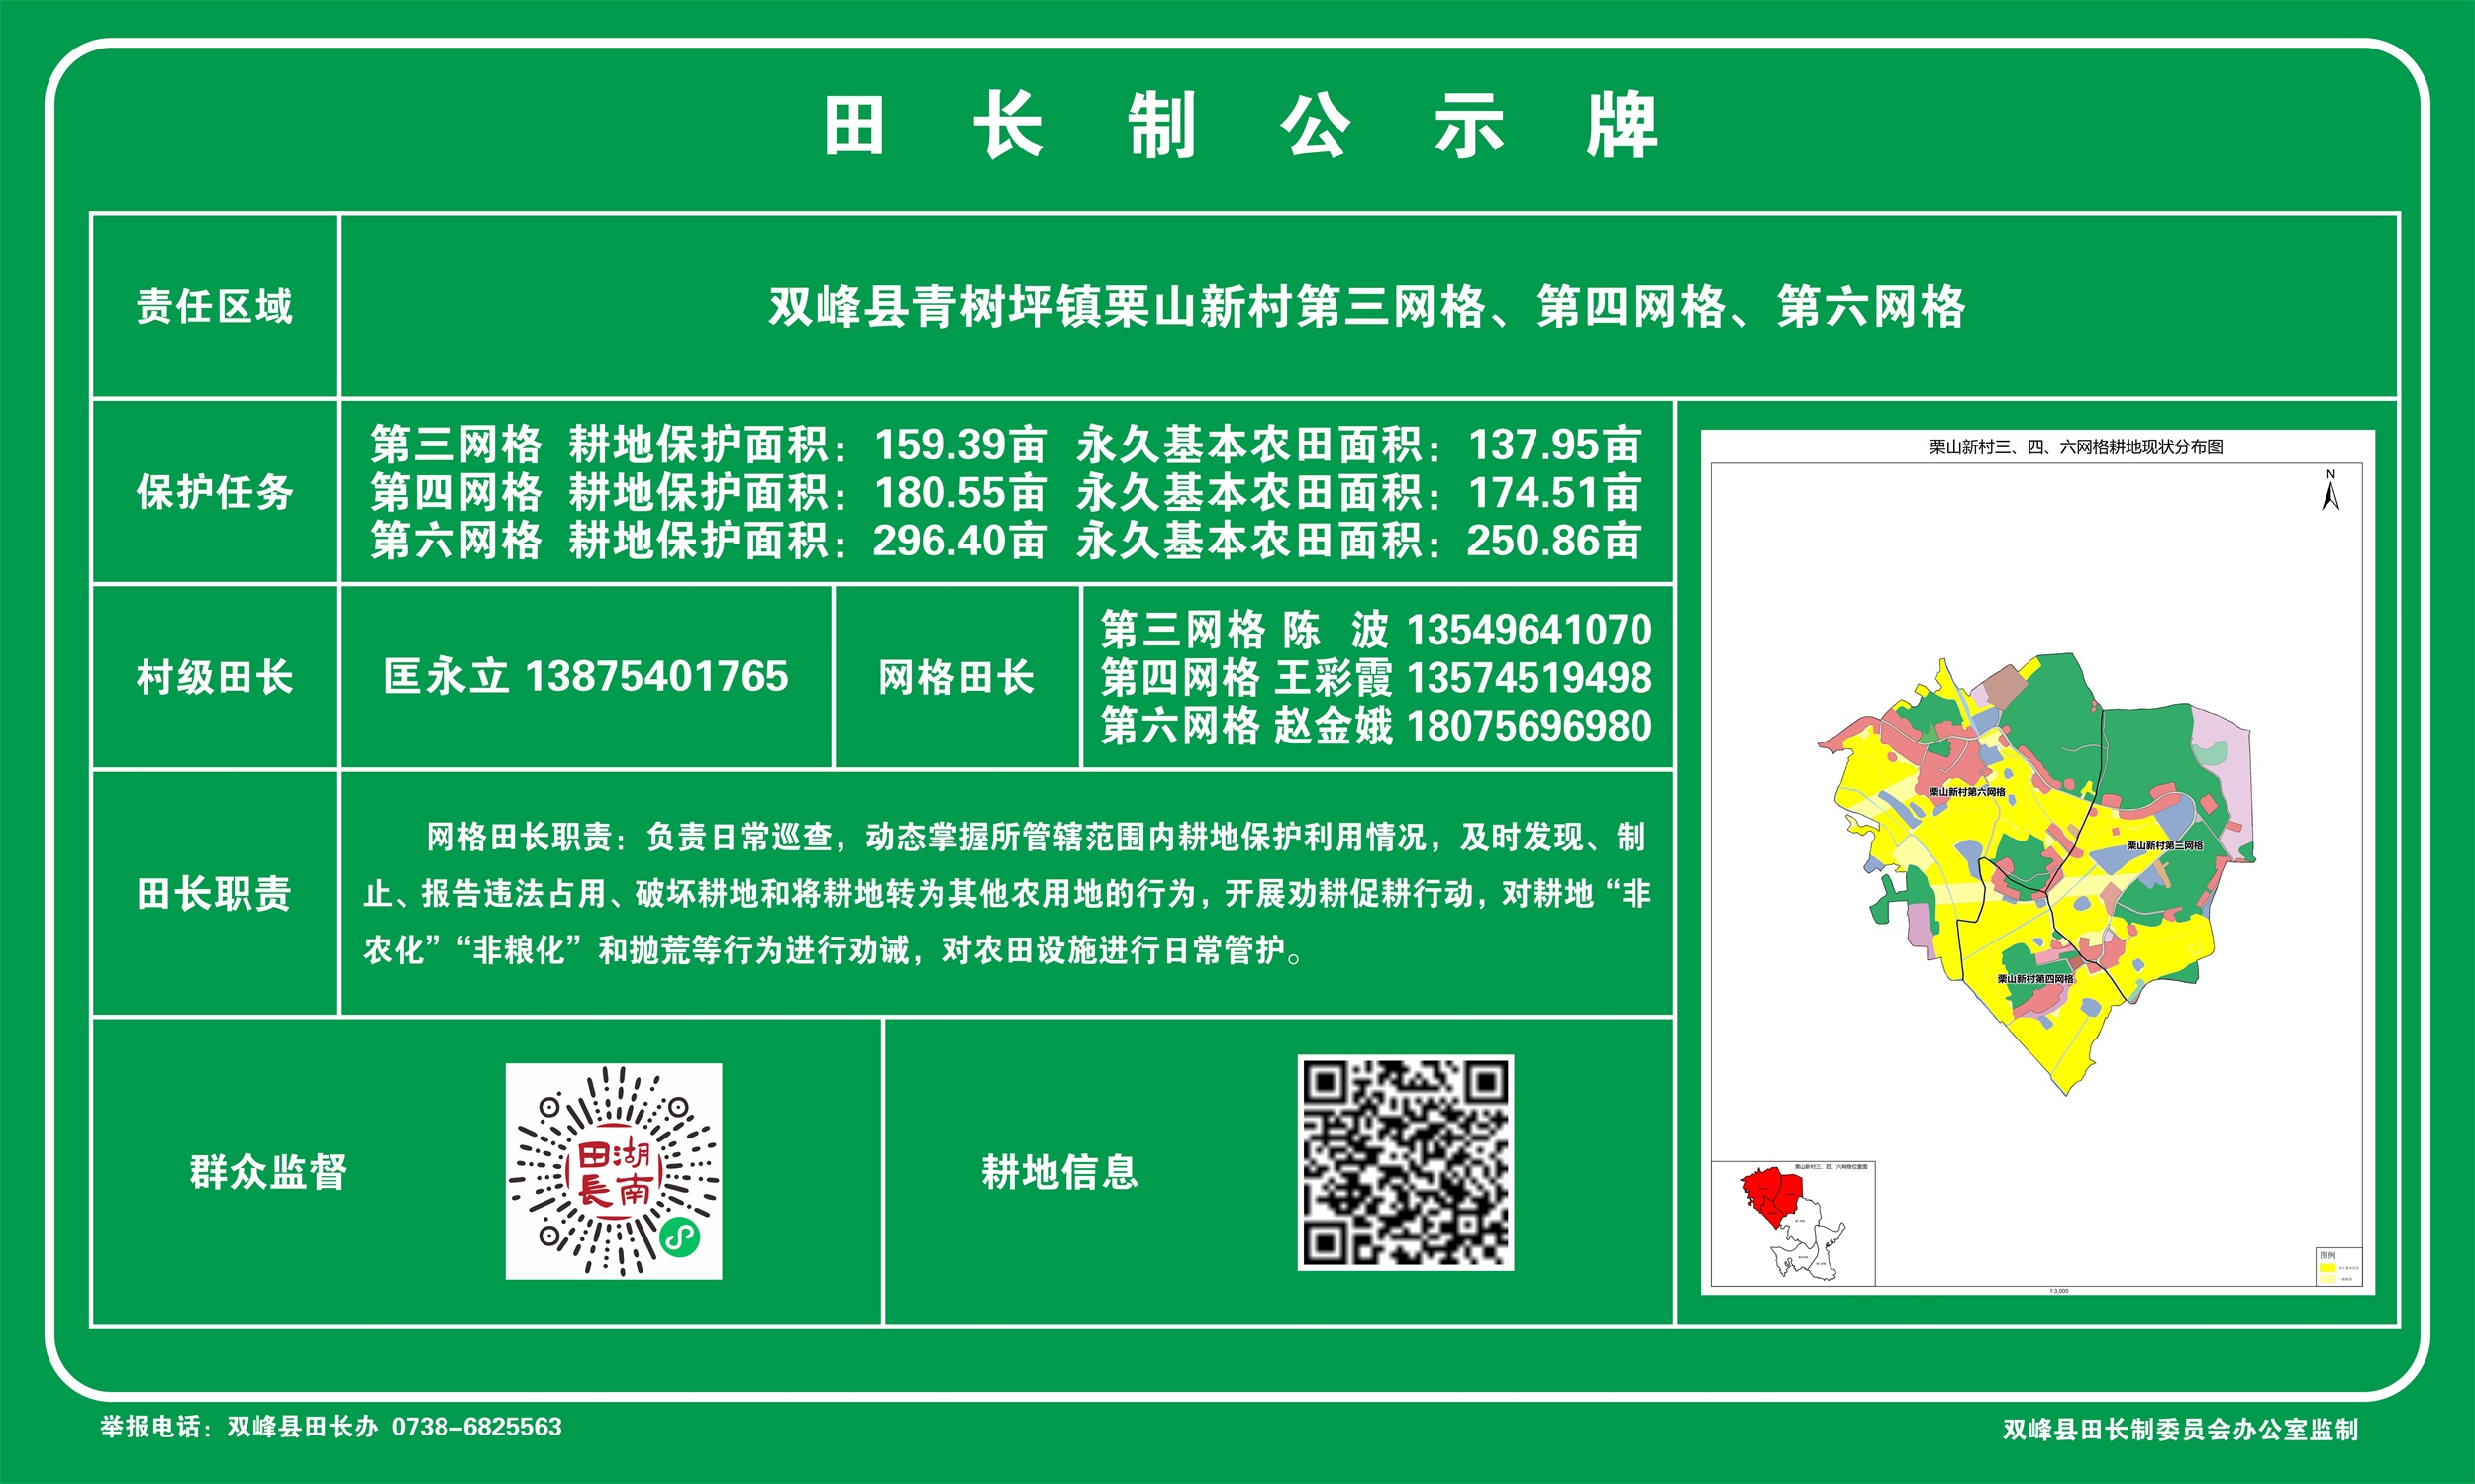 田长制公示牌
责任区域
双峰县青树坪镇栗山新村第三网格、第四网格、第六网格
保护任务
第三网格 耕地保护面积：159.39亩 永久基本农田面积：137.95亩
第四网格 耕地保护面积：180.55亩 永久基本农田面积：174.51亩
第六网格 耕地保护面积：296.40亩 永久基本农田面积：250.86亩
村级田长
匡永立 13875401765
网格田长
第三网格 陈 波 13549641070
第四网格 王彩霞 13574519498
第六网格 赵金娥 18075696980
田长职责
网格田长职责：负责日常巡查，动态掌握所管辖范围内耕地保护利用情况，及时发现、制
止、报告违法占用、破坏耕地和将耕地转为其他农用地的行为，开展劝耕促耕行动，对耕地“非
农化”“非粮化”和抛荒等行为进行劝诫，对农田设施进行日常管护。
群众监督
湖南田長
耕地信息
栗山新村三、四、六网格耕地现状分布图
N
栗山新村第六网格
栗山新村第三网格
栗山新村第四网格
栗山新村三、四、六网格位置图
图例
1:3,000
举报电话：双峰县田长办 0738-6825563
双峰县田长制委员会办公室监制